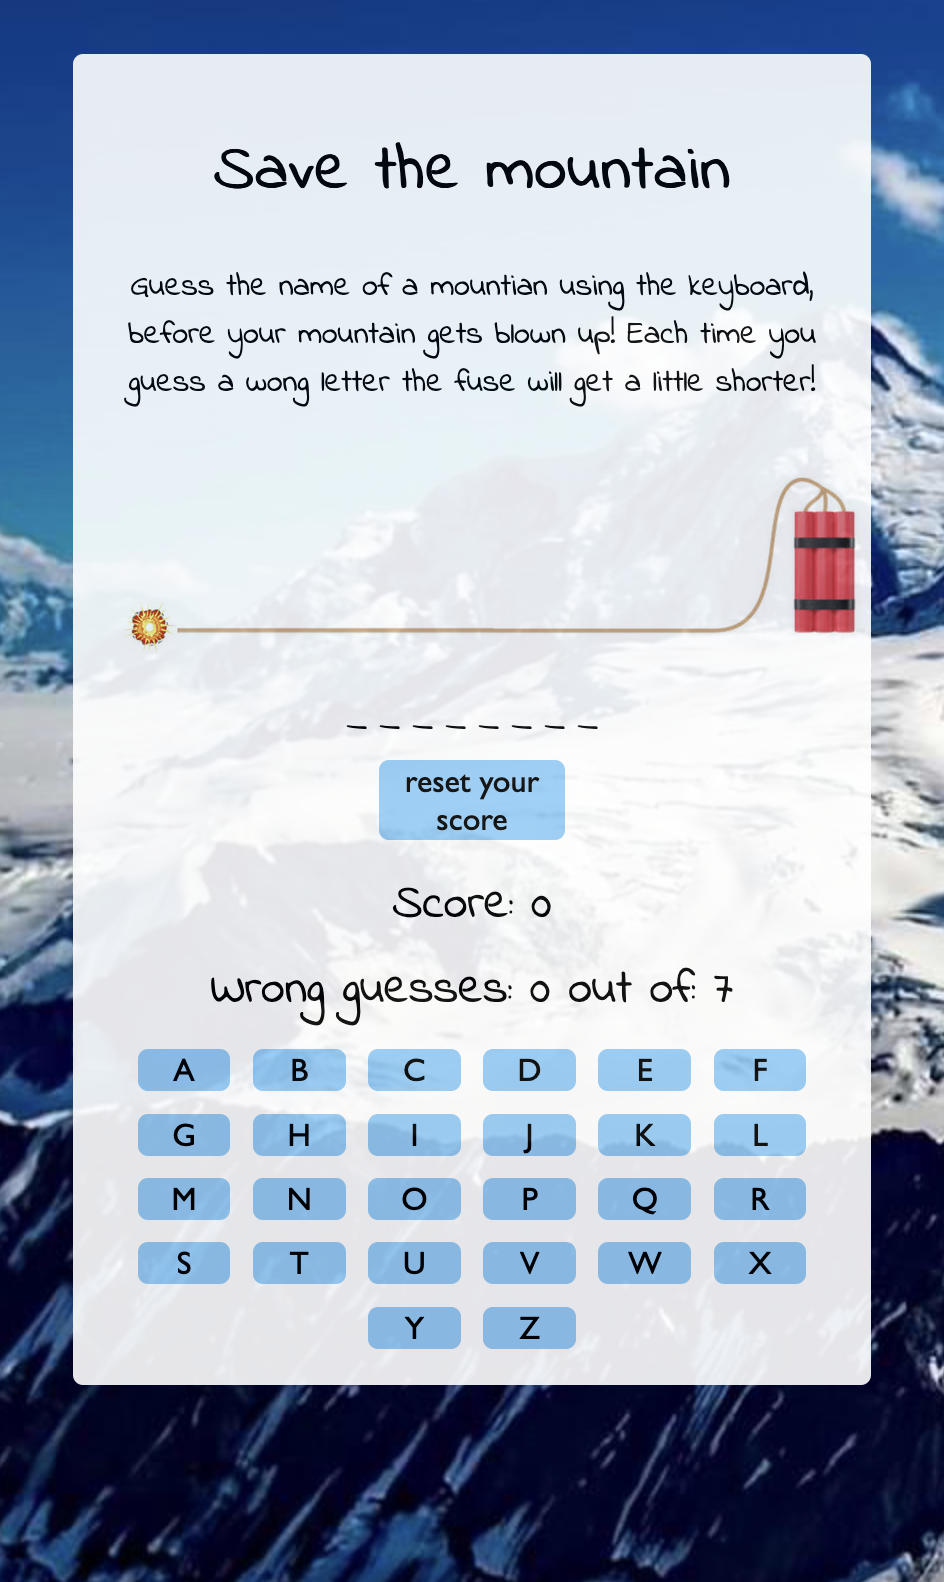 Save the mountain
Guess the name of a mountian using the keyboard,
before your mountain gets blown up! Each time you
guess a wong letter the fuse will get a little shorter!
_ _ _ _ _ _ _ _
reset your
score
Score: 0
Wrong guesses: 0 out of: 7
A B C D E F
G H I J K L
M N O P Q R
S T U V W X
Y Z